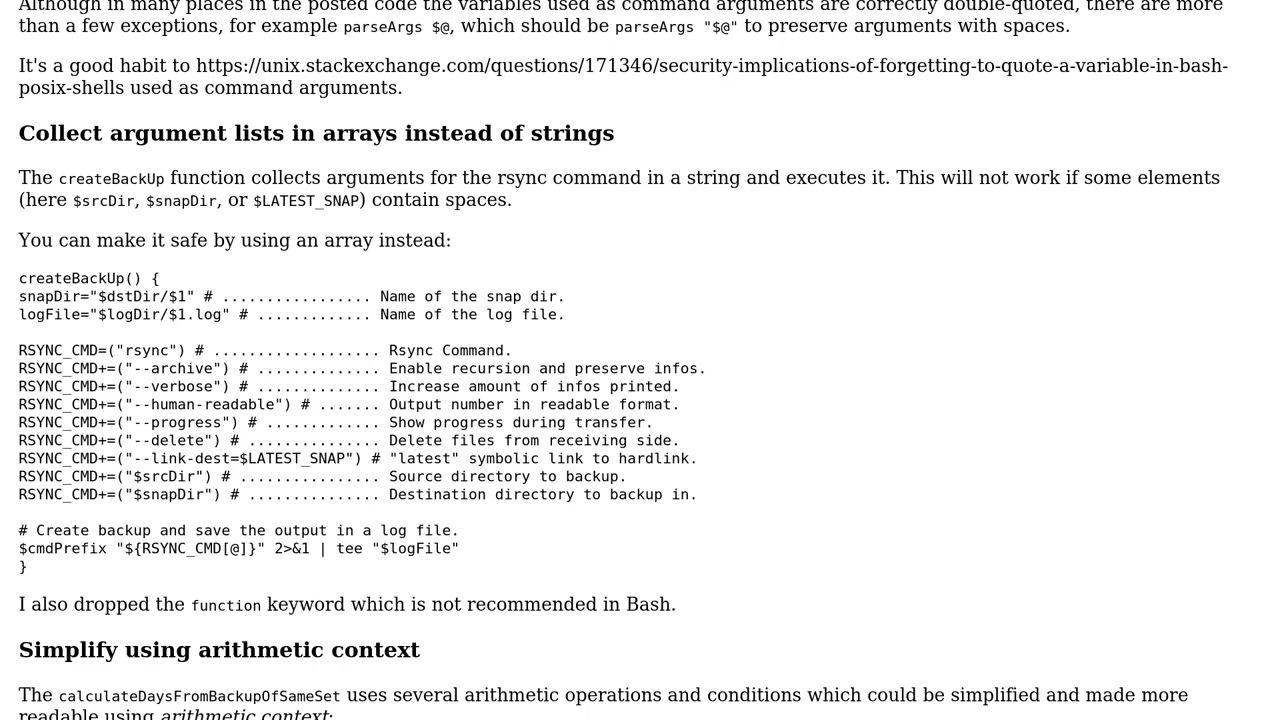 Although in many places in the posted code the variables used as command arguments are correctly double-quoted, there are more
than a few exceptions, for example parseArgs $@, which should be parseArgs "$@" to preserve arguments with spaces.
It's a good habit to https://unix.stackexchange.com/questions/171346/security-implications-of-forgetting-to-quote-a-variable-in-bash-
posix-shells used as command arguments.
Collect argument lists in arrays instead of strings
The createBackUp function collects arguments for the rsync command in a string and executes it. This will not work if some elements
(here $srcDir, $snapDir, or $LATEST_SNAP) contain spaces.
You can make it safe by using an array instead:
createBackUp() {
snapDir="$dstDir/$1" # ................. Name of the snap dir.
logFile="$logDir/$1.log" # ............. Name of the log file.
RSYNC_CMD=("rsync") # ................... Rsync Command.
RSYNC_CMD+=("--archive") # .............. Enable recursion and preserve infos.
RSYNC_CMD+=("--verbose") # .............. Increase amount of infos printed.
RSYNC_CMD+=("--human-readable") # ....... Output number in readable format.
RSYNC_CMD+=("--progress") # ............. Show progress during transfer.
RSYNC_CMD+=("--delete") # ............... Delete files from receiving side.
RSYNC_CMD+=("--link-dest=$LATEST_SNAP") # "latest" symbolic link to hardlink.
RSYNC_CMD+=("$srcDir") # ................ Source directory to backup.
RSYNC_CMD+=("$snapDir") # ............... Destination directory to backup in.
# Create backup and save the output in a log file.
$cmdPrefix "${RSYNC_CMD[@]}" 2>&1 | tee "$logFile"
}
I also dropped the function keyword which is not recommended in Bash.
Simplify using arithmetic context
The calculateDaysFromBackupOfSameSet uses several arithmetic operations and conditions which could be simplified and made more
readable using arithmetic context: